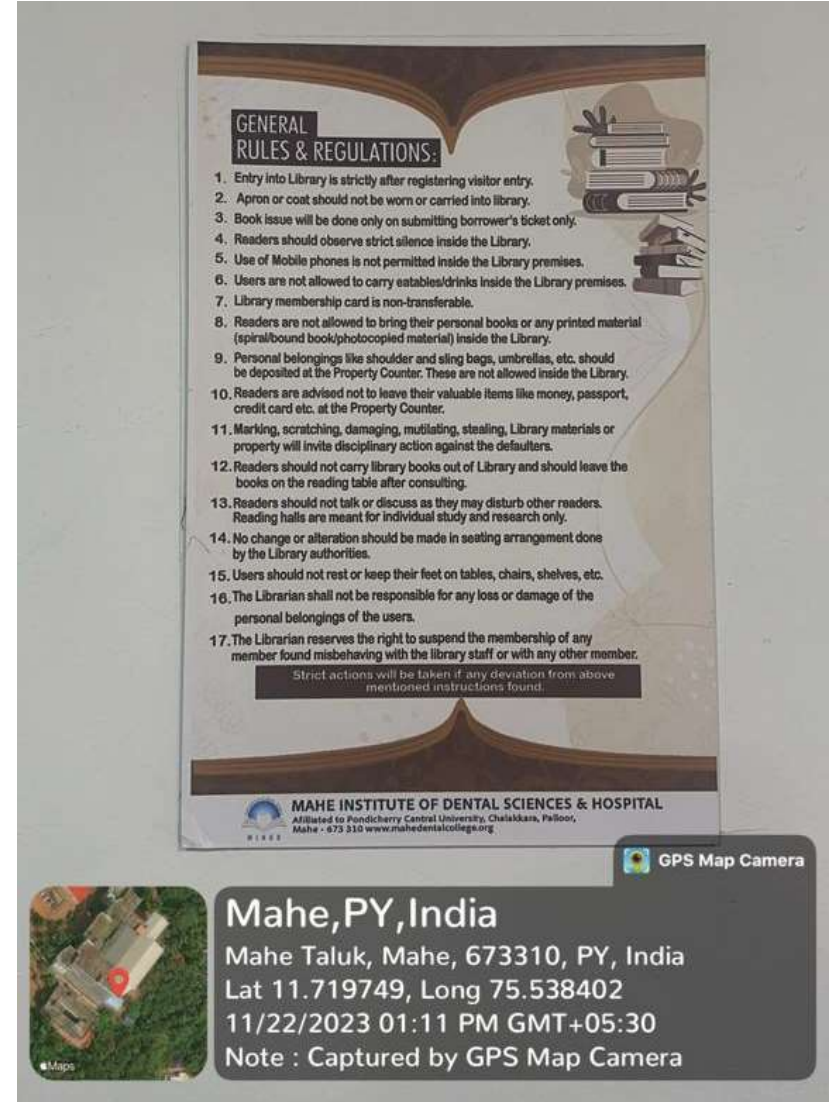 GENERAL
RULES & REGULATIONS:
1. Entry into Library is strictly after registering visitor entry.
2. Apron or coat should not be worn or carried into library.
3. Book issue will be done only on submitting borrower's ticket only.
4. Readers should observe strict silence inside the Library.
5. Use of Mobile phones is not permitted inside the Library premises.
6. Users are not allowed to carry eatables/drinks inside the Library premises.
7. Library membership card is non-transferable.
8. Readers are not allowed to bring their personal books or any printed material
(spiral/bound book/photocopied material) inside the Library.
9. Personal belongings like shoulder and sling bags, umbrellas, etc. should
be deposited at the Property Counter. These are not allowed inside the Library.
10. Readers are advised not to leave their valuable items like money, passport,
credit card etc. at the Property Counter.
11. Marking, scratching, damaging, mutilating, stealing, Library materials or
property will invite disciplinary action against the defaulters.
12. Readers should not carry library books out of Library and should leave the
books on the reading table after consulting.
13. Readers should not talk or discuss as they may disturb other readers.
Reading halls are meant for individual study and research only.
14. No change or alteration should be made in seating arrangement done
by the Library authorities.
15. Users should not rest or keep their feet on tables, chairs, shelves, etc.
16. The Librarian shall not be responsible for any loss or damage of the
personal belongings of the users.
17. The Librarian reserves the right to suspend the membership of any
member found misbehaving with the library staff or with any other member.
Strict actions will be taken if any deviation from above
mentioned instructions found.
MAHE INSTITUTE OF DENTAL SCIENCES & HOSPITAL
Afiliated to Pondicherry Central University, Chalakkara, Palloor,
Mahe - 673 310 www.mahedentalcollege.org
MINDS
GPS Map Camera
Mahe,PY,India
Mahe Taluk, Mahe, 673310, PY, India
Lat 11.719749, Long 75.538402
11/22/2023 01:11 PM GMT+05:30
Note : Captured by GPS Map Camera
Maps